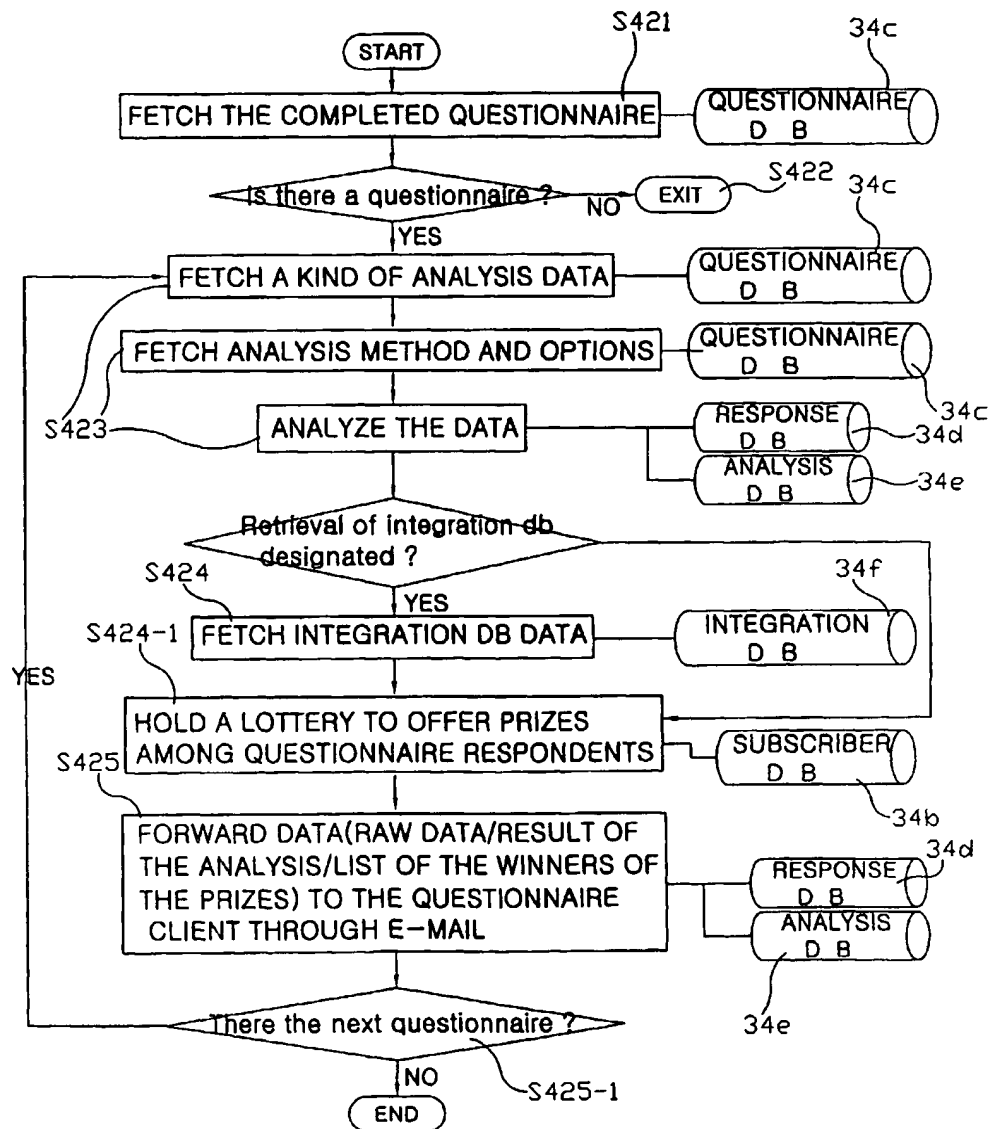 S421
34c
START
FETCH THE COMPLETED QUESTIONNAIRE
QUESTIONNAIRE
D B
S422
34c
Is there a questionnaire ?
NO
EXIT
YES
FETCH A KIND OF ANALYSIS DATA
QUESTIONNAIRE
D B
FETCH ANALYSIS METHOD AND OPTIONS
QUESTIONNAIRE
D B
34c
S423
ANALYZE THE DATA
RESPONSE
D B
34d
ANALYSIS
D B
34e
Retrieval of integration db
designated ?
S424
YES
34f
S424-1
FETCH INTEGRATION DB DATA
INTEGRATION
D B
YES
HOLD A LOTTERY TO OFFER PRIZES
AMONG QUESTIONNAIRE RESPONDENTS
SUBSCRIBER
D B
S425
34b
FORWARD DATA(RAW DATA/RESULT OF
THE ANALYSIS/LIST OF THE WINNERS OF
THE PRIZES) TO THE QUESTIONNAIRE
CLIENT THROUGH E-MAIL
34d
RESPONSE
D B
ANALYSIS
D B
34e
There the next questionnaire ?
NO
S425-1
END